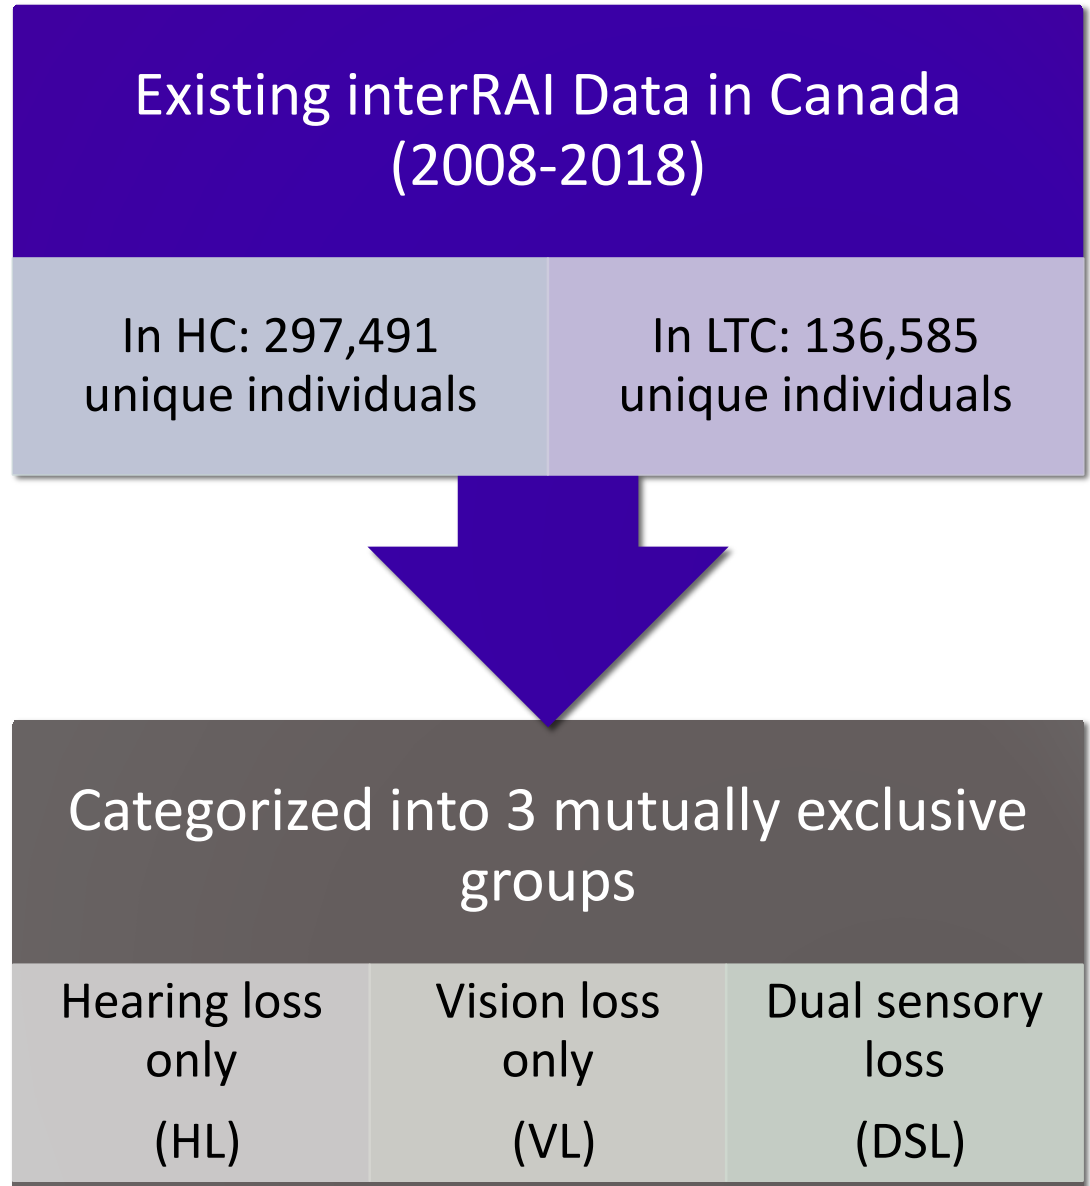 Existing interRAI Data in Canada
(2008-2018)
In HC: 297,491
unique individuals
In LTC: 136,585
unique individuals
Categorized into 3 mutually exclusive
groups
Hearing loss
only
(HL)
Vision loss
only
(VL)
Dual sensory
loss
(DSL)